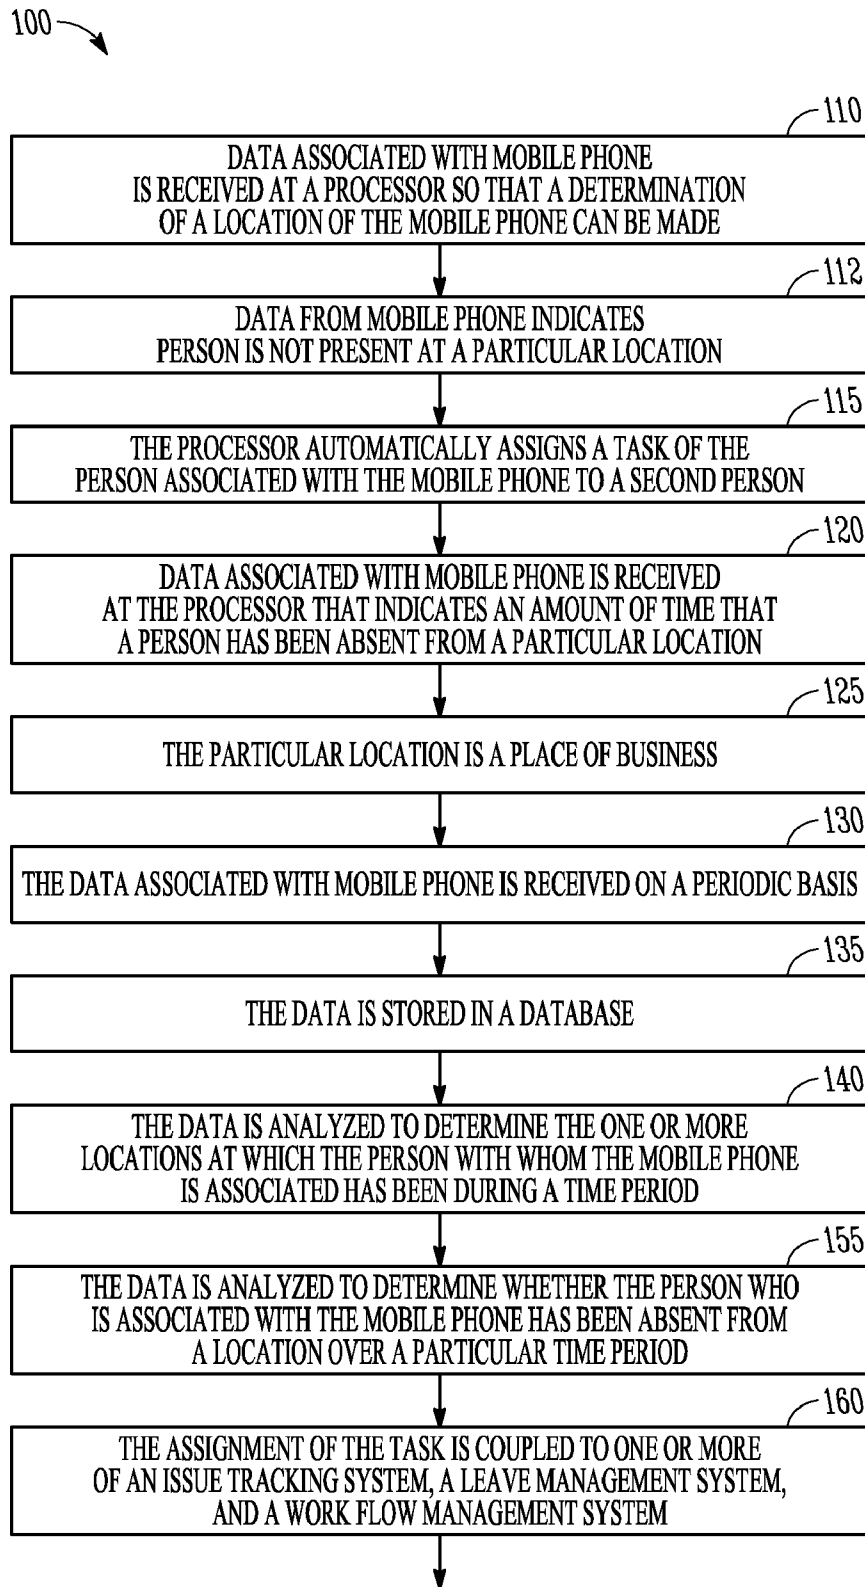 100
110
DATA ASSOCIATED WITH MOBILE PHONE
IS RECEIVED AT A PROCESSOR SO THAT A DETERMINATION
OF A LOCATION OF THE MOBILE PHONE CAN BE MADE
112
DATA FROM MOBILE PHONE INDICATES
PERSON IS NOT PRESENT AT A PARTICULAR LOCATION
115
THE PROCESSOR AUTOMATICALLY ASSIGNS A TASK OF THE
PERSON ASSOCIATED WITH THE MOBILE PHONE TO A SECOND PERSON
120
DATA ASSOCIATED WITH MOBILE PHONE IS RECEIVED
AT THE PROCESSOR THAT INDICATES AN AMOUNT OF TIME THAT
A PERSON HAS BEEN ABSENT FROM A PARTICULAR LOCATION
125
THE PARTICULAR LOCATION IS A PLACE OF BUSINESS
130
THE DATA ASSOCIATED WITH MOBILE PHONE IS RECEIVED ON A PERIODIC BASIS
135
THE DATA IS STORED IN A DATABASE
140
THE DATA IS ANALYZED TO DETERMINE THE ONE OR MORE
LOCATIONS AT WHICH THE PERSON WITH WHOM THE MOBILE PHONE
IS ASSOCIATED HAS BEEN DURING A TIME PERIOD
155
THE DATA IS ANALYZED TO DETERMINE WHETHER THE PERSON WHO
IS ASSOCIATED WITH THE MOBILE PHONE HAS BEEN ABSENT FROM
A LOCATION OVER A PARTICULAR TIME PERIOD
160
THE ASSIGNMENT OF THE TASK IS COUPLED TO ONE OR MORE
OF AN ISSUE TRACKING SYSTEM, A LEAVE MANAGEMENT SYSTEM,
AND A WORK FLOW MANAGEMENT SYSTEM